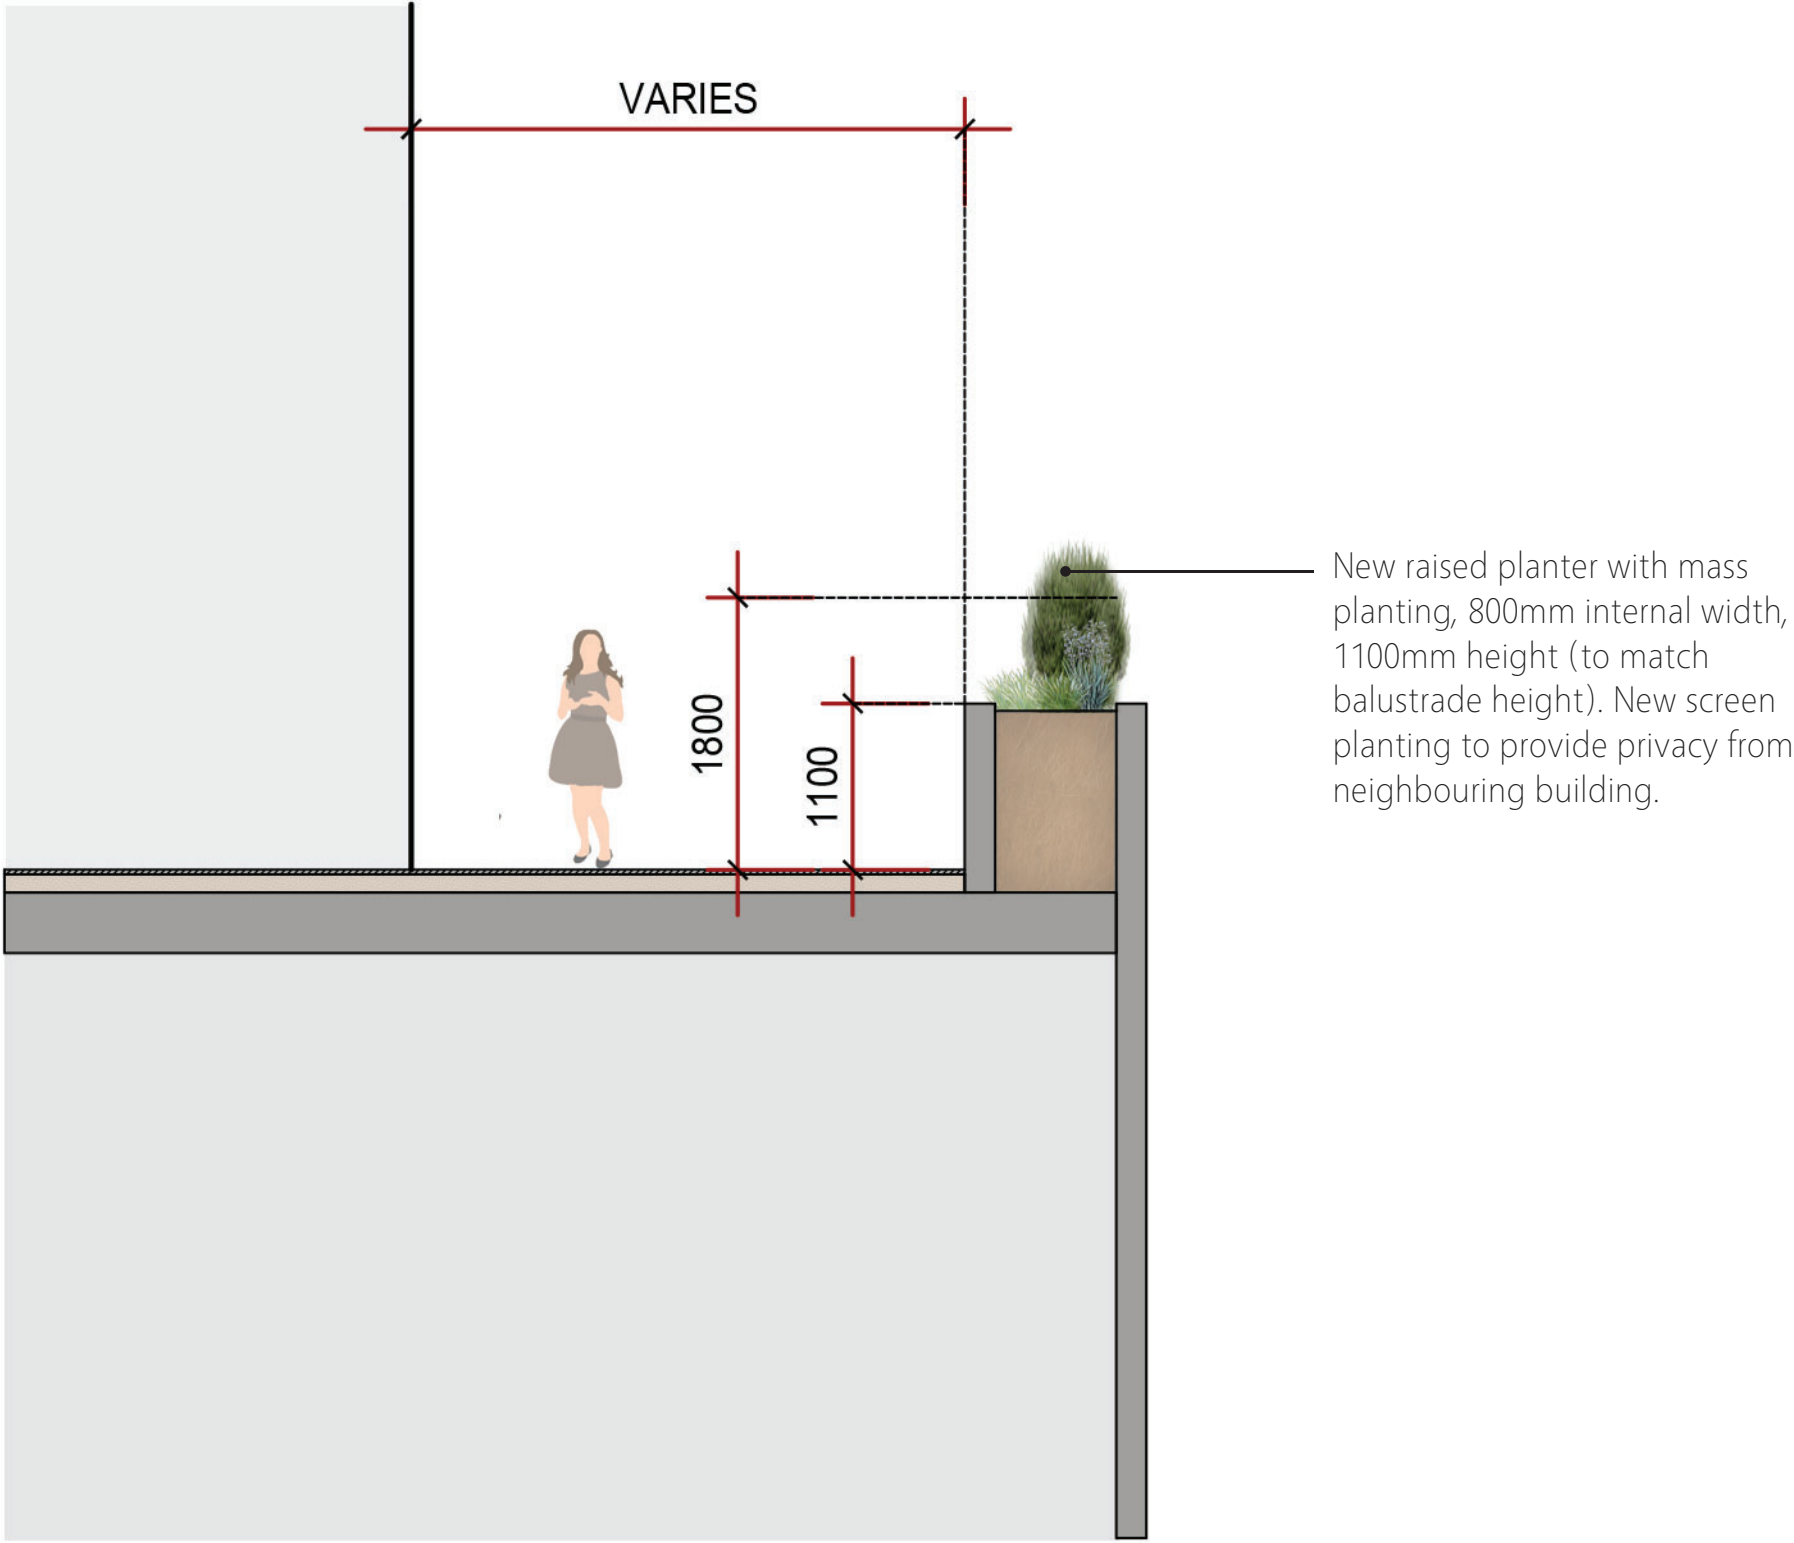 VARIES
New raised planter with mass
planting, 800mm internal width,
1100mm height (to match
balustrade height). New screen
planting to provide privacy from
neighbouring building.
1800
1100